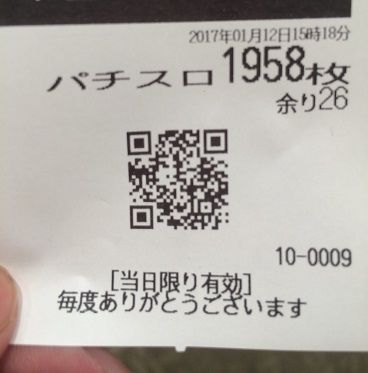 2017年01月12日15時18分
パチスロ1958枚
余り26
10-0009
[当日限り有効]
毎度ありがとうございます